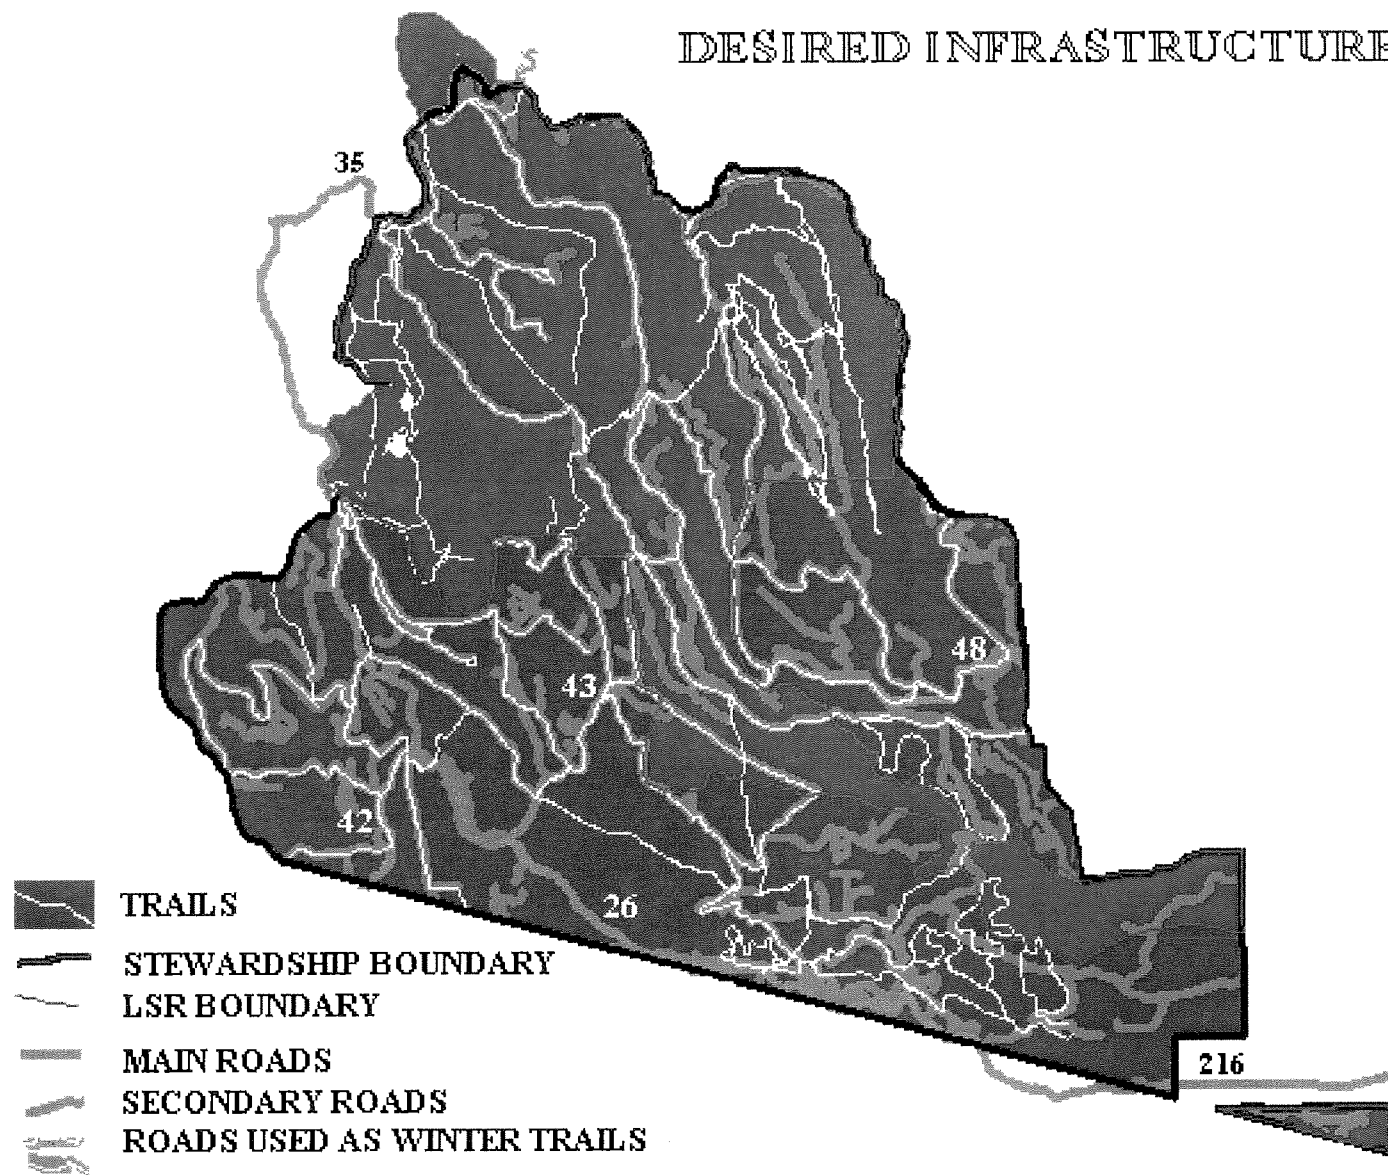 DESIRED INFRASTRUCTURE
35
48
43
42
26
TRAILS
STEWARDSHIP BOUNDARY
LSR BOUNDARY
MAIN ROADS
216
SECONDARY ROADS
ROADS USED AS WINTER TRAILS